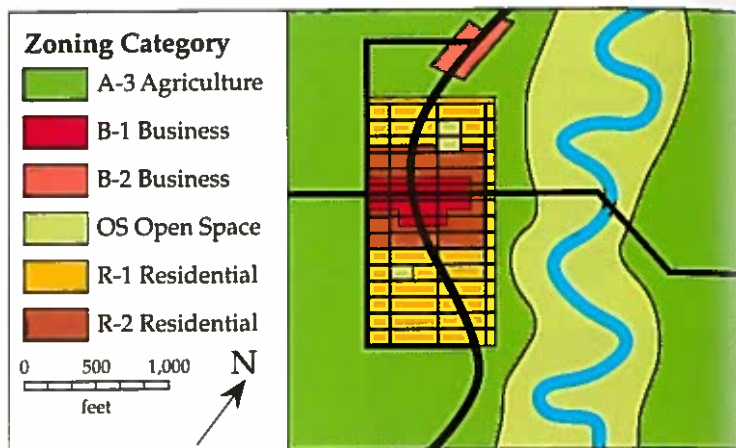 Zoning Category
A-3 Agriculture
B-1 Business
B-2 Business
OS Open Space
R-1 Residential
R-2 Residential
0 500 1,000
feet
N